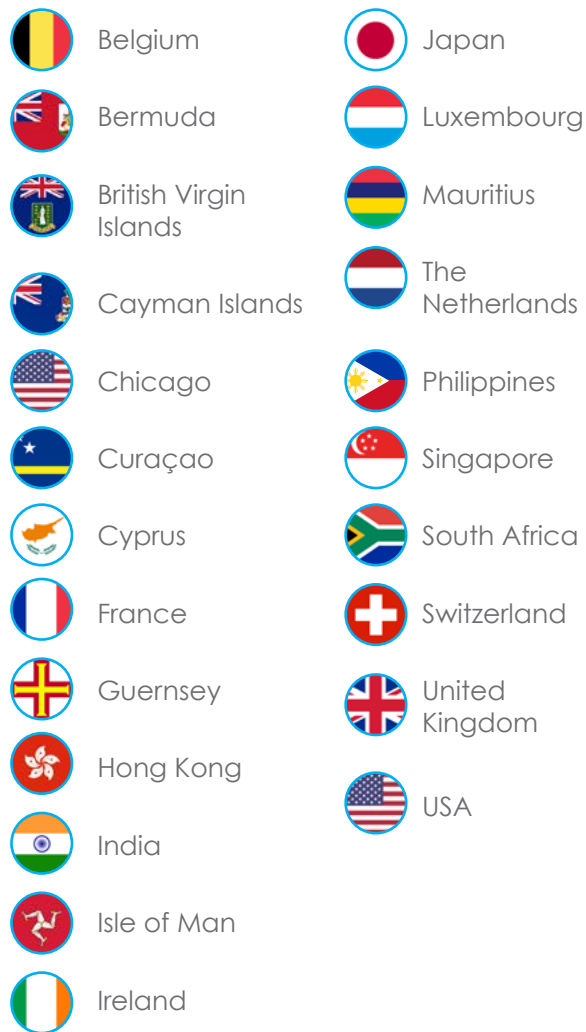 Belgium
Bermuda
British Virgin
Islands
Cayman Islands
Chicago
Curaçao
Cyprus
France
Guernsey
Hong Kong
India
Isle of Man
Ireland
Japan
Luxembourg
Mauritius
The
Netherlands
Philippines
Singapore
South Africa
Switzerland
United
Kingdom
USA